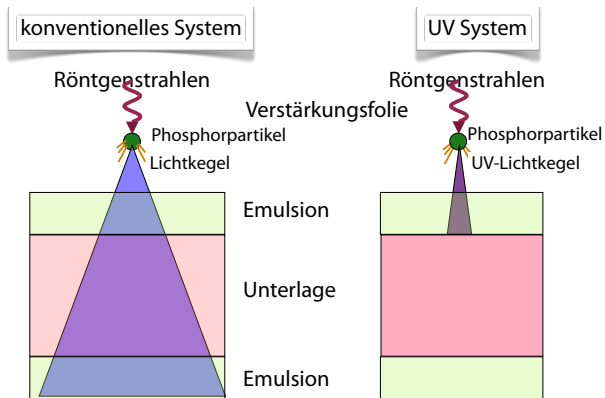 konventionelles System
UV System
Röntgenstrahlen
Röntgenstrahlen
Verstärkungsfolie
Phosphorpartikel
Phosphorpartikel
Lichtkegel
UV-Lichtkegel
Emulsion
Unterlage
Emulsion